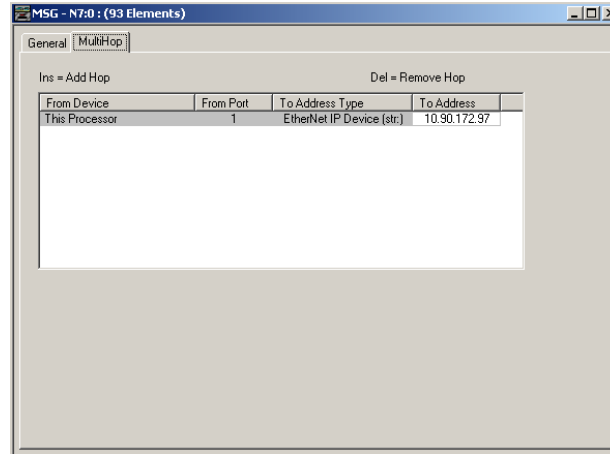 MSG - N7:0 : (93 Elements)
General MultiHop
Ins = Add Hop Del = Remove Hop
From Device From Port To Address Type To Address
This Processor 1 EtherNet IP Device (str.) 10.90.172.97